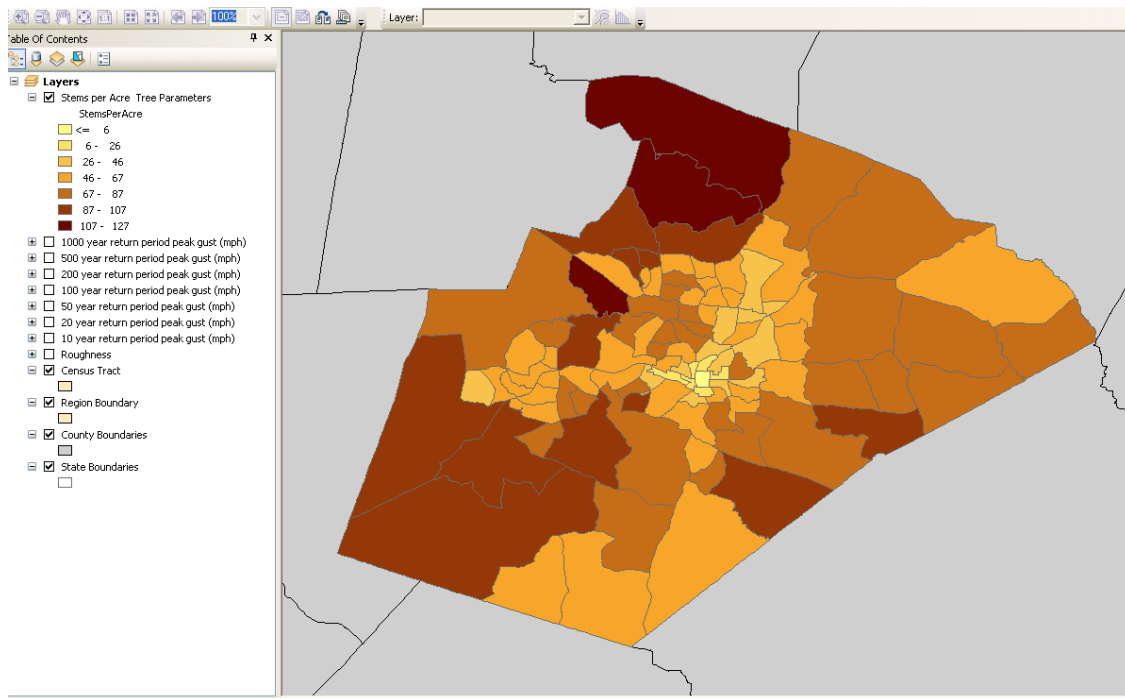 100%
Layer:
Table Of Contents
Layers
Stems per Acre Tree Parameters
StemsPerAcre
<= 6
6 - 26
26 - 46
46 - 67
67 - 87
87 - 107
107 - 127
1000 year return period peak gust (mph)
500 year return period peak gust (mph)
200 year return period peak gust (mph)
100 year return period peak gust (mph)
50 year return period peak gust (mph)
20 year return period peak gust (mph)
10 year return period peak gust (mph)
Roughness
Census Tract
Region Boundary
County Boundaries
State Boundaries